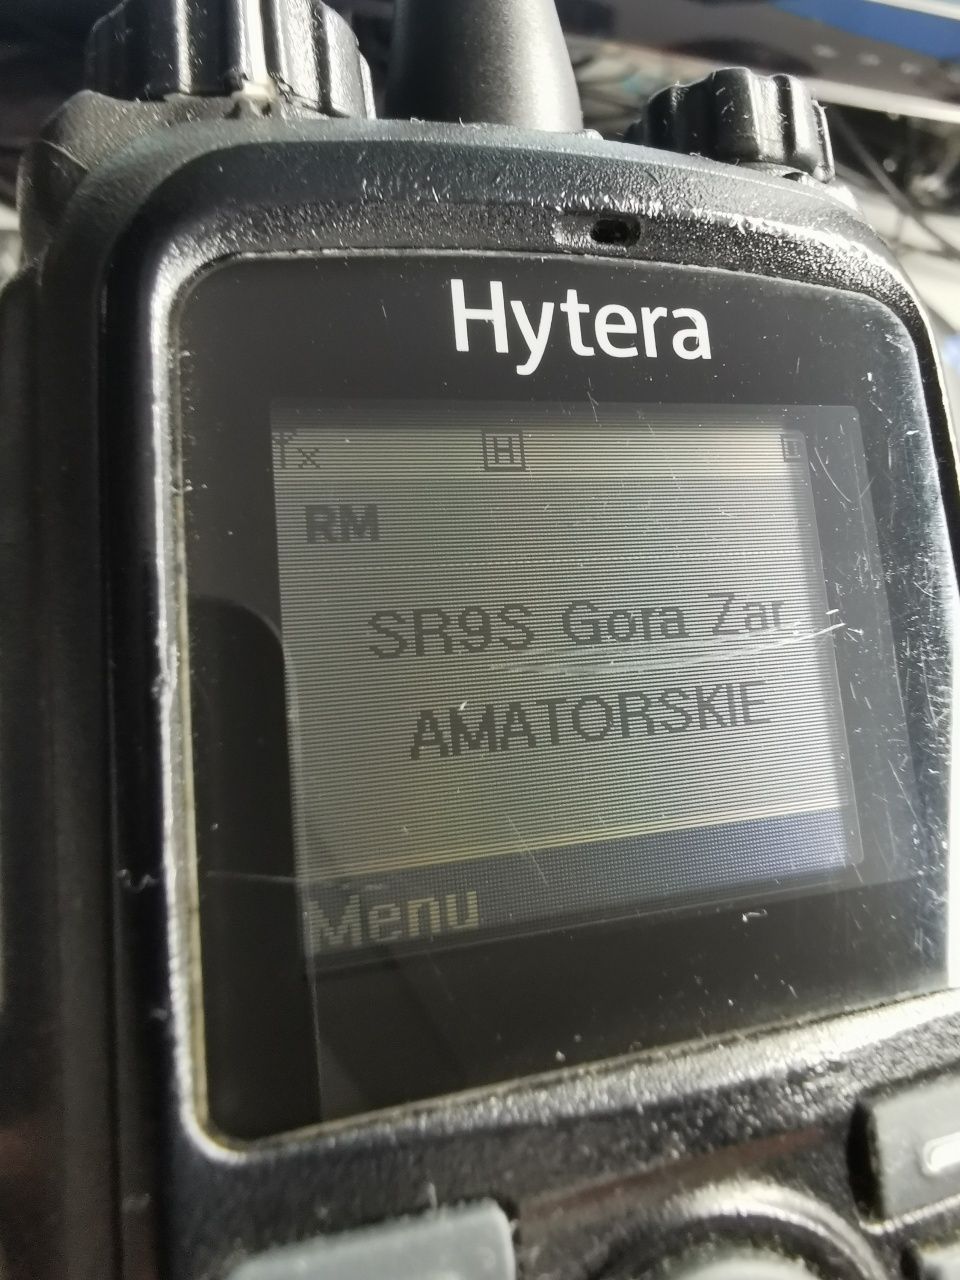 Hytera
H
RM
SR9S Gora Zar
AMATORSKIE
Menu